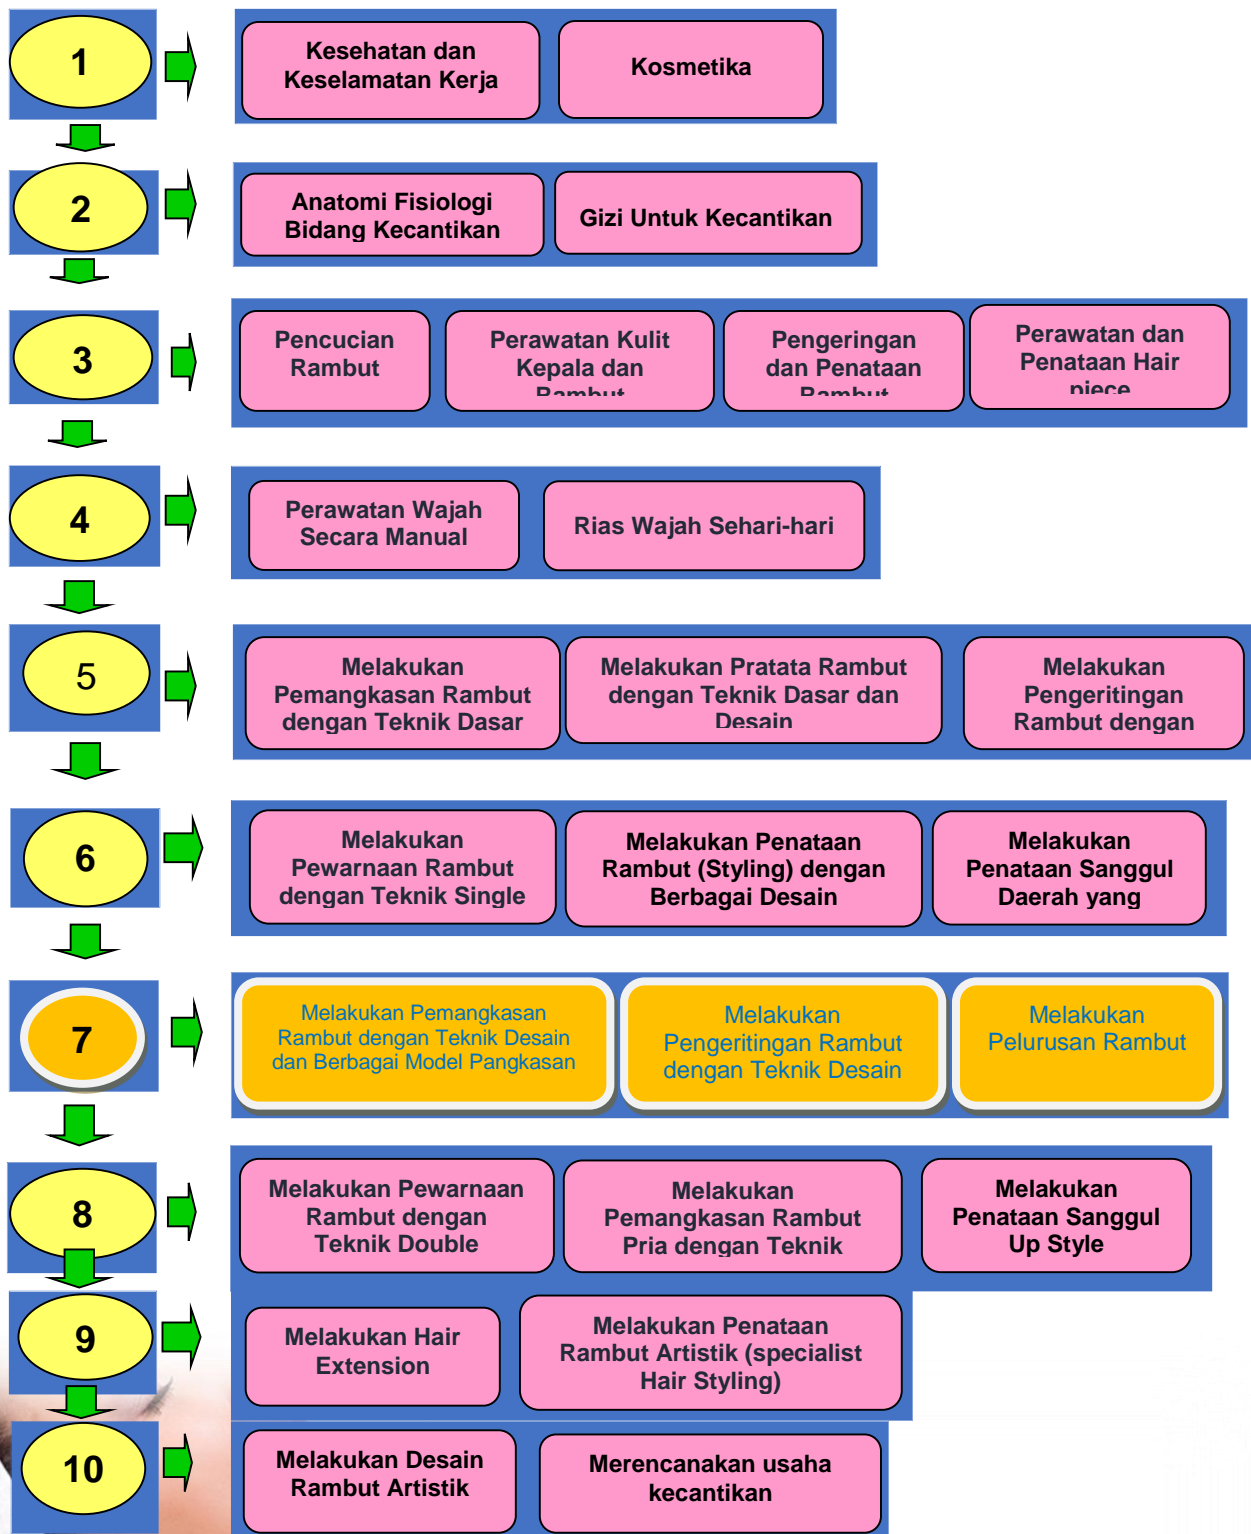 1
Kesehatan dan
Keselamatan Kerja
Kosmetika
2
Anatomi Fisiologi
Bidang Kecantikan
Gizi Untuk Kecantikan
3
Pencucian
Rambut
Perawatan Kulit
Kepala dan
Rambut
Pengeringan
dan Penataan
Rambut
Perawatan dan
Penataan Hair
piece
4
Perawatan Wajah
Secara Manual
Rias Wajah Sehari-hari
5
Melakukan
Pemangkasan Rambut
dengan Teknik Dasar
Melakukan Pratata Rambut
dengan Teknik Dasar dan
Desain
Melakukan
Pengeritingan
Rambut dengan
6
Melakukan
Pewarnaan Rambut
dengan Teknik Single
Melakukan Penataan
Rambut (Styling) dengan
Berbagai Desain
Melakukan
Penataan Sanggul
Daerah yang
7
Melakukan Pemangkasan
Rambut dengan Teknik Desain
dan Berbagai Model Pangkasan
Melakukan
Pengeritingan Rambut
dengan Teknik Desain
Melakukan
Pelurusan Rambut
8
Melakukan Pewarnaan
Rambut dengan
Teknik Double
Melakukan
Pemangkasan Rambut
Pria dengan Teknik
Melakukan
Penataan Sanggul
Up Style
9
Melakukan Hair
Extension
Melakukan Penataan
Rambut Artistik (specialist
Hair Styling)
10
Melakukan Desain
Rambut Artistik
Merencanakan usaha
kecantikan